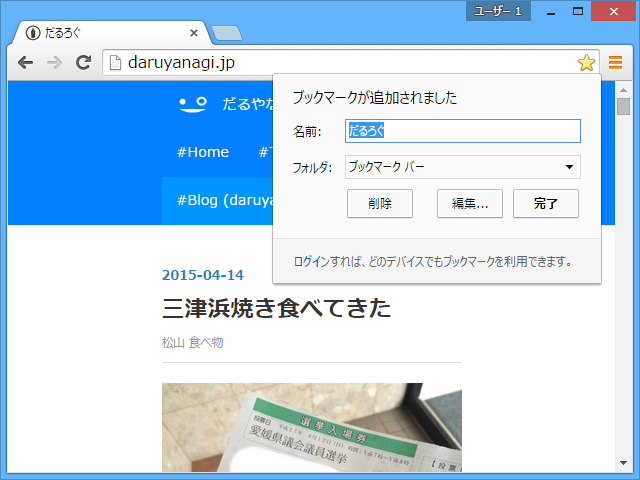 ユーザー 1
だるろぐ
daruyanagi.jp
ブックマークが追加されました
名前: だるろぐ
フォルダ: ブックマーク バー
削除 編集... 完了
ログインすれば、どのデバイスでもブックマークを利用できます。
だるやな
#Home
#Blog (daruya
2015-04-14
三津浜焼き食べてきた
松山 食べ物
選挙入場券
投票日
愛媛県議会議員選挙